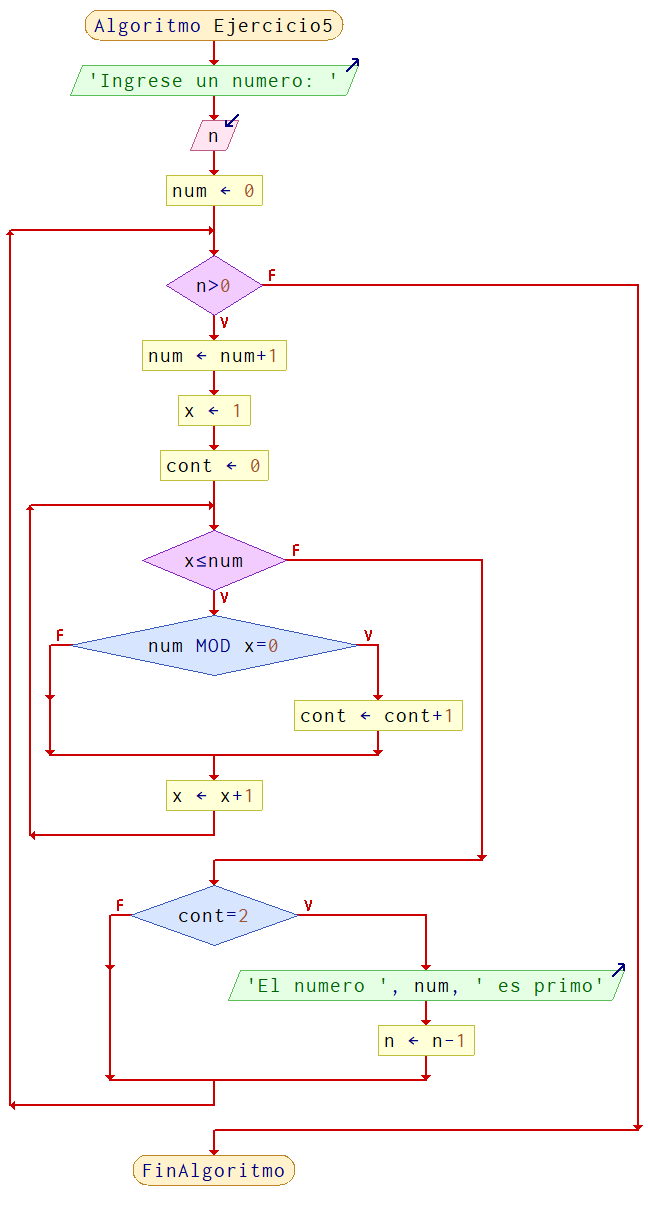 Algoritmo Ejercicio5
'Ingrese un numero: '
n
num ← 0
n>0
F
V
num ← num+1
x ← 1
cont ← 0
x≤num
F
V
F
num MOD x=0
V
cont ← cont+1
x ← x+1
F
cont=2
V
'El numero ', num, ' es primo'
n ← n-1
FinAlgoritmo